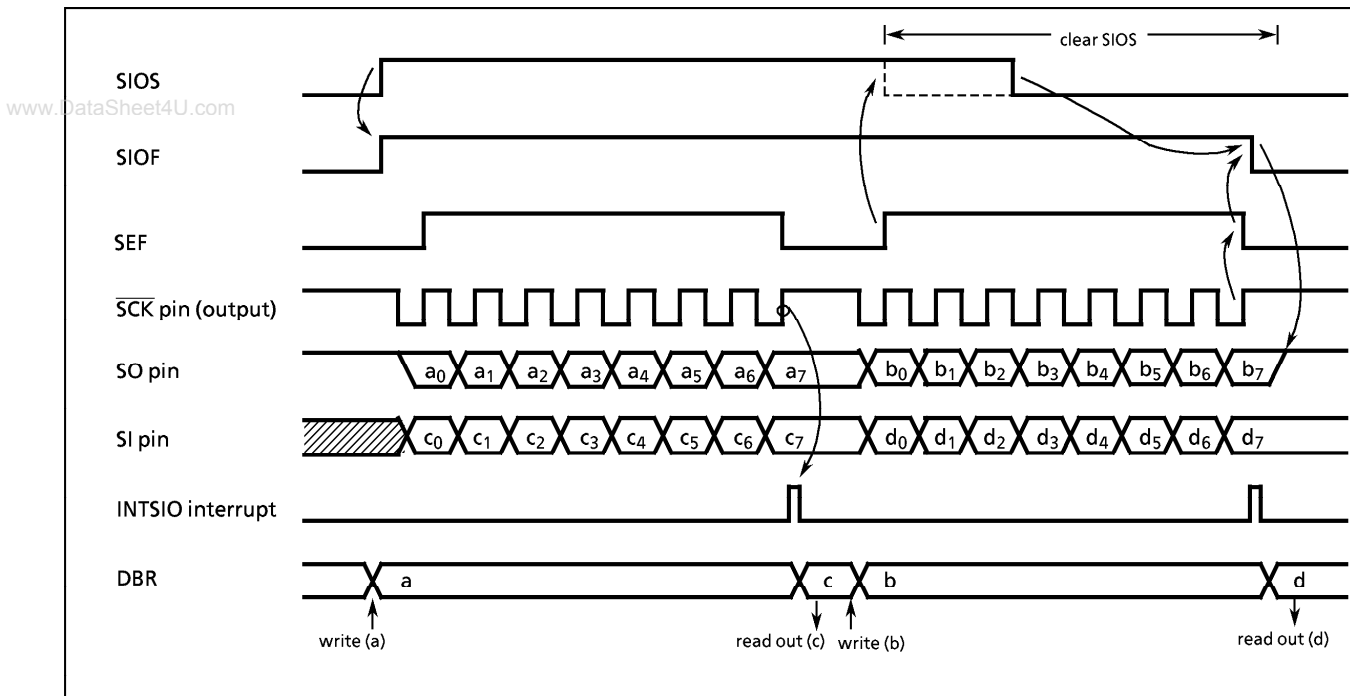 clear SIOS
SIOS
www.DataSheet4U.com
SIOF
SEF
SCK pin (output)
SO pin a0 a1 a2 a3 a4 a5 a6 a7 b0 b1 b2 b3 b4 b5 b6 b7
SI pin c0 c1 c2 c3 c4 c5 c6 c7 d0 d1 d2 d3 d4 d5 d6 d7
INTSIO interrupt
DBR a c b d
write (a) read out (c) write (b) read out (d)